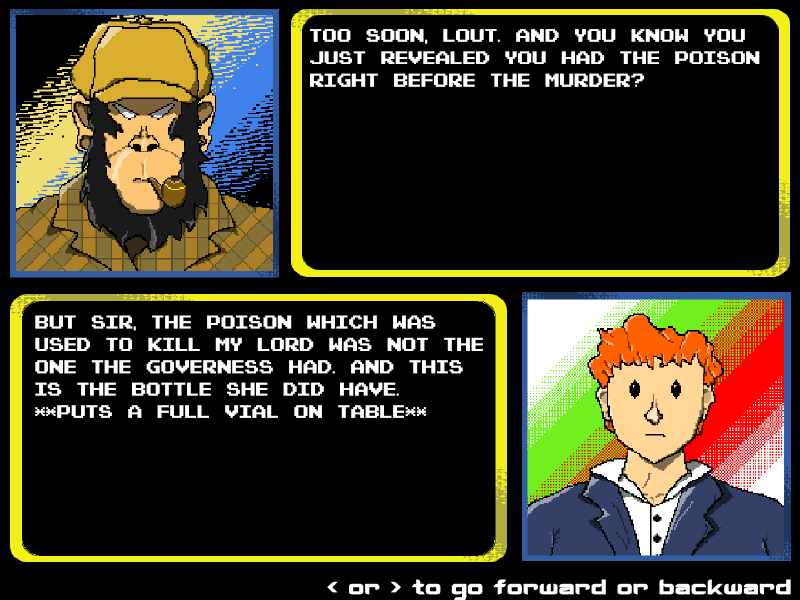 TOO SOON, LOUT. AND YOU KNOW YOU
JUST REVEALED YOU HAD THE POISON
RIGHT BEFORE THE MURDER?
BUT SIR, THE POISON WHICH WAS
USED TO KILL MY LORD WAS NOT THE
ONE THE GOVERNESS HAD. AND THIS
IS THE BOTTLE SHE DID HAVE.
**PUTS A FULL VIAL ON TABLE**
< or > to go forward or backward